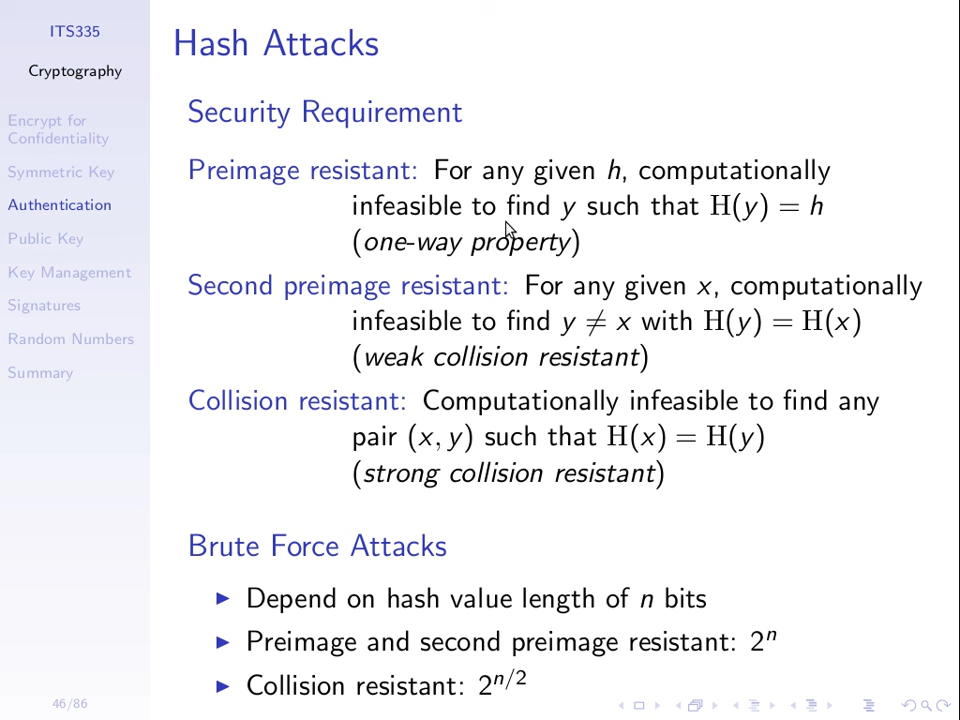 ITS335
Cryptography
Encrypt for
Confidentiality
Symmetric Key
Authentication
Public Key
Key Management
Signatures
Random Numbers
Summary
46/86
Hash Attacks
Security Requirement
Preimage resistant: For any given h, computationally
infeasible to find y such that H(y) = h
(one-way property)
Second preimage resistant: For any given x, computationally
infeasible to find y ≠ x with H(y) = H(x)
(weak collision resistant)
Collision resistant: Computationally infeasible to find any
pair (x, y) such that H(x) = H(y)
(strong collision resistant)
Brute Force Attacks
▶ Depend on hash value length of n bits
▶ Preimage and second preimage resistant: 2ⁿ
▶ Collision resistant: 2^{n/2}